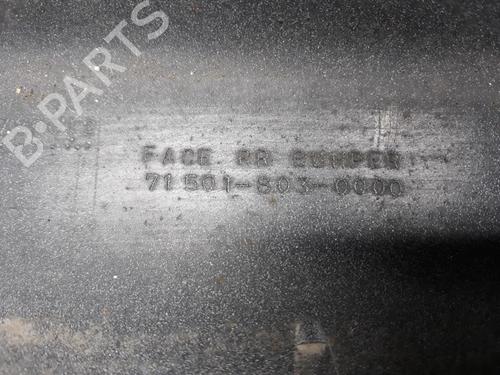 B-PARTS
FACE RR BUMPER
71501-S03-0000